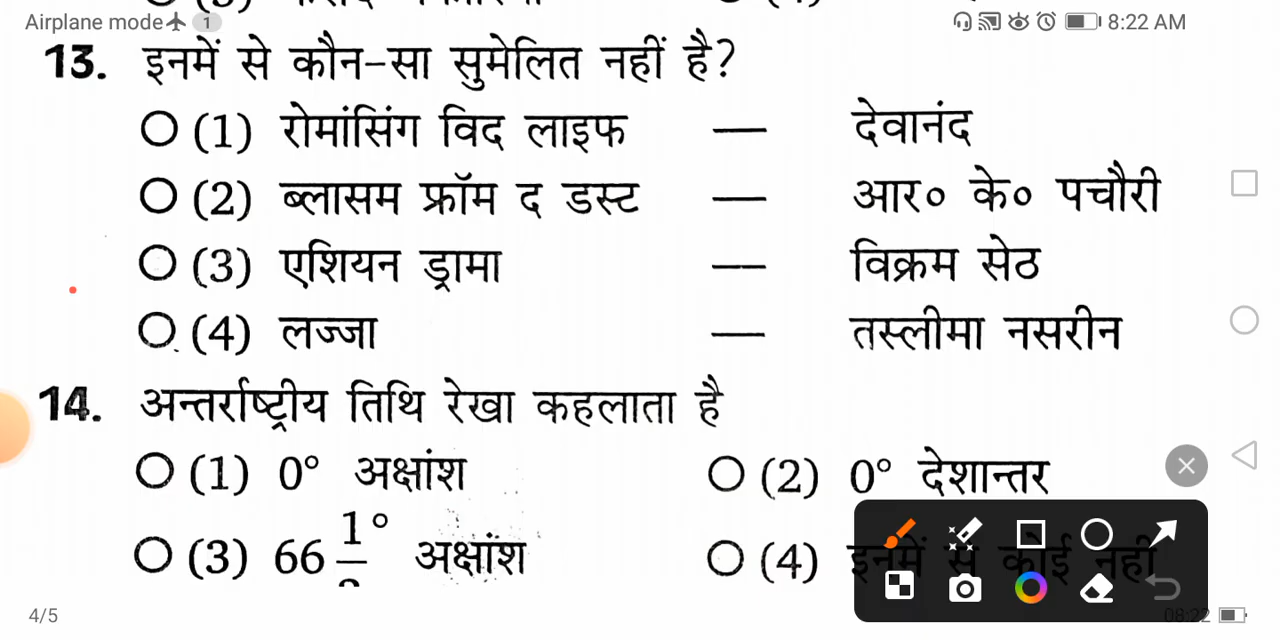 Airplane mode 1 8:22 AM
13. इनमें से कौन-सा सुमेलित नहीं है?
(1) रोमांसिंग विद लाइफ — देवानंद
(2) ब्लासम फ्रॉम द डस्ट — आर० के० पचौरी
(3) एशियन ड्रामा — विक्रम सेठ
(4) लज्जा — तस्लीमा नसरीन
14. अन्तर्राष्ट्रीय तिथि रेखा कहलाता है
(1) 0° अक्षांश (2) 0° देशान्तर
(3) 66 1/2° अक्षांश (4) इनमें से कोई नहीं
4/5 08:22